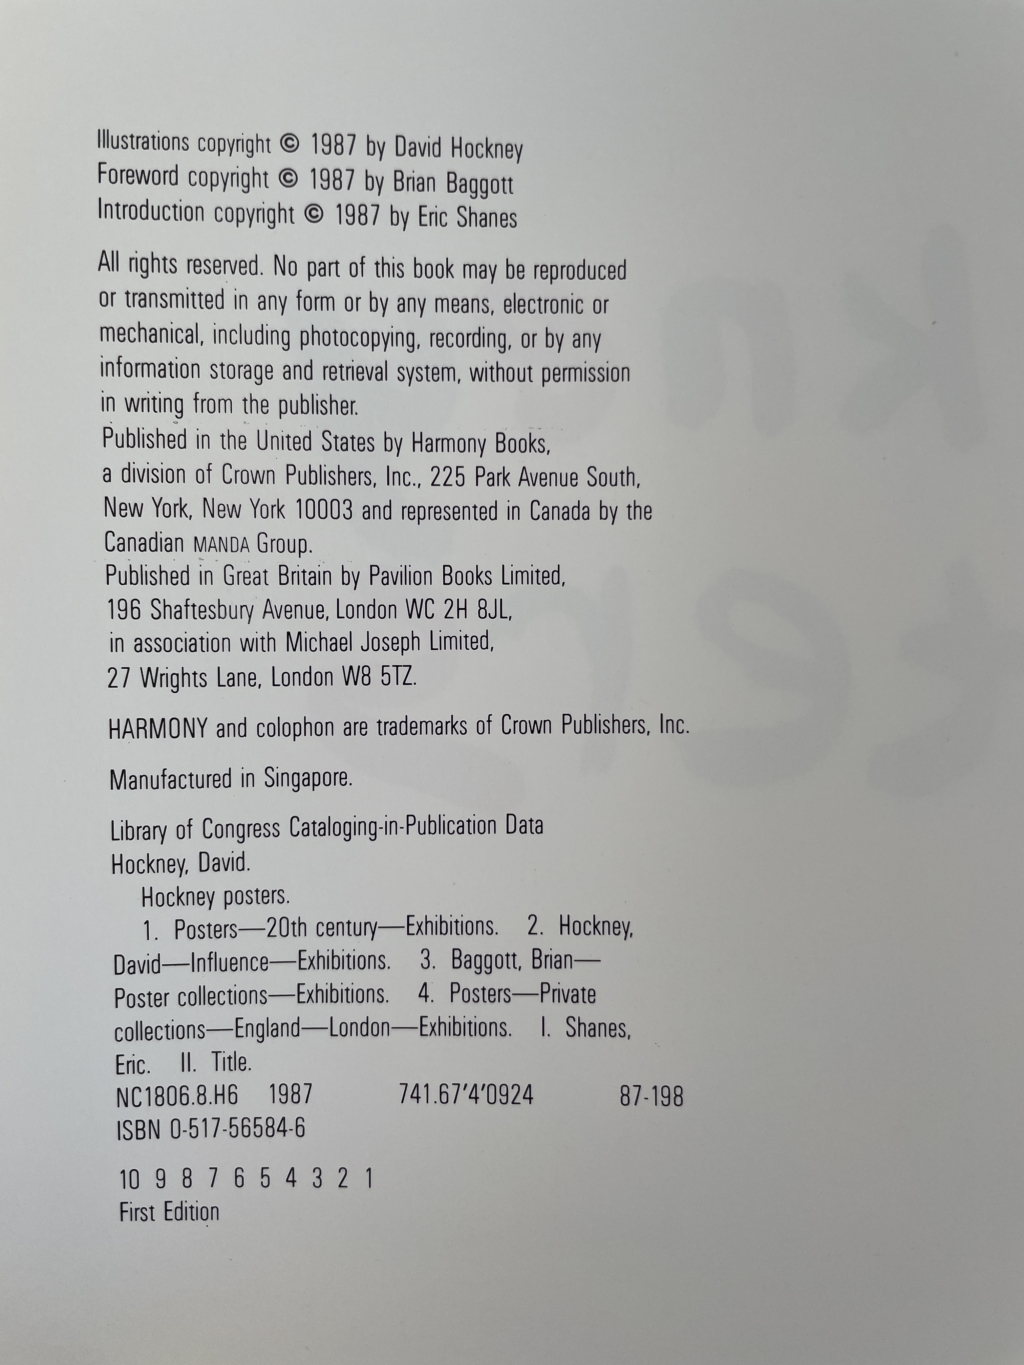 Illustrations copyright © 1987 by David Hockney
Foreword copyright © 1987 by Brian Baggott
Introduction copyright © 1987 by Eric Shanes
All rights reserved. No part of this book may be reproduced
or transmitted in any form or by any means, electronic or
mechanical, including photocopying, recording, or by any
information storage and retrieval system, without permission
in writing from the publisher.
Published in the United States by Harmony Books,
a division of Crown Publishers, Inc., 225 Park Avenue South,
New York, New York 10003 and represented in Canada by the
Canadian MANDA Group.
Published in Great Britain by Pavilion Books Limited,
196 Shaftesbury Avenue, London WC 2H 8JL,
in association with Michael Joseph Limited,
27 Wrights Lane, London W8 5TZ.
HARMONY and colophon are trademarks of Crown Publishers, Inc.
Manufactured in Singapore.
Library of Congress Cataloging-in-Publication Data
Hockney, David.
Hockney posters.
1. Posters—20th century—Exhibitions. 2. Hockney,
David—Influence—Exhibitions. 3. Baggott, Brian—
Poster collections—Exhibitions. 4. Posters—Private
collections—England—London—Exhibitions. I. Shanes,
Eric. II. Title.
NC1806.8.H6 1987 741.67'4'0924 87-198
ISBN 0-517-56584-6
10 9 8 7 6 5 4 3 2 1
First Edition